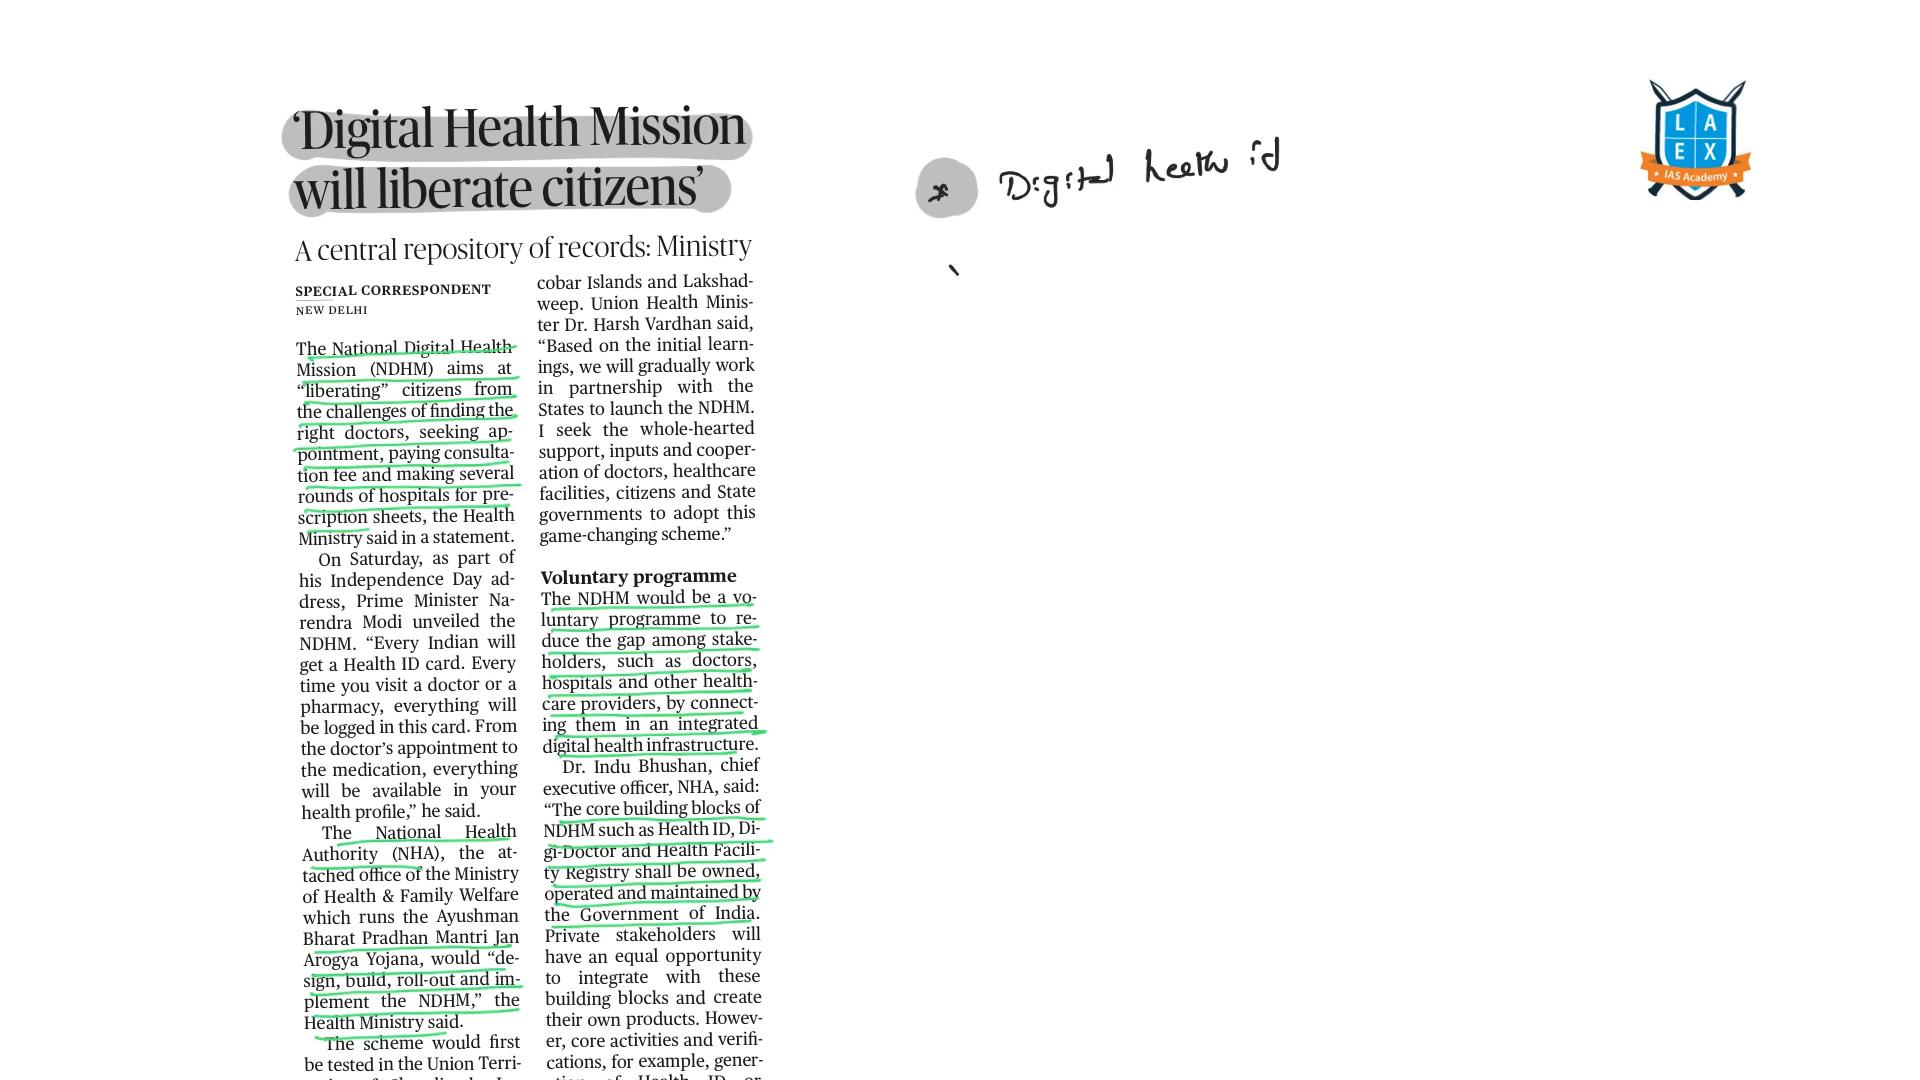 ‘Digital Health Mission
will liberate citizens’
A central repository of records: Ministry
SPECIAL CORRESPONDENT
NEW DELHI
The National Digital Health
Mission (NDHM) aims at
“liberating” citizens from
the challenges of finding the
right doctors, seeking ap-
pointment, paying consulta-
tion fee and making several
rounds of hospitals for pre-
scription sheets, the Health
Ministry said in a statement.
On Saturday, as part of
his Independence Day ad-
dress, Prime Minister Na-
rendra Modi unveiled the
NDHM. “Every Indian will
get a Health ID card. Every
time you visit a doctor or a
pharmacy, everything will
be logged in this card. From
the doctor’s appointment to
the medication, everything
will be available in your
health profile,” he said.
The National Health
Authority (NHA), the at-
tached office of the Ministry
of Health & Family Welfare
which runs the Ayushman
Bharat Pradhan Mantri Jan
Arogya Yojana, would “de-
sign, build, roll-out and im-
plement the NDHM,” the
Health Ministry said.
The scheme would first
be tested in the Union Terri-
cobar Islands and Lakshad-
weep. Union Health Minis-
ter Dr. Harsh Vardhan said,
“Based on the initial learn-
ings, we will gradually work
in partnership with the
States to launch the NDHM.
I seek the whole-hearted
support, inputs and cooper-
ation of doctors, healthcare
facilities, citizens and State
governments to adopt this
game-changing scheme.”
Voluntary programme
The NDHM would be a vo-
luntary programme to re-
duce the gap among stake-
holders, such as doctors,
hospitals and other health-
care providers, by connect-
ing them in an integrated
digital health infrastructure.
Dr. Indu Bhushan, chief
executive officer, NHA, said:
“The core building blocks of
NDHM such as Health ID, Di-
gi-Doctor and Health Facili-
ty Registry shall be owned,
operated and maintained by
the Government of India.
Private stakeholders will
have an equal opportunity
to integrate with these
building blocks and create
their own products. Howev-
er, core activities and verifi-
cations, for example, gener-
Digital health id
LA
EX
IAS Academy